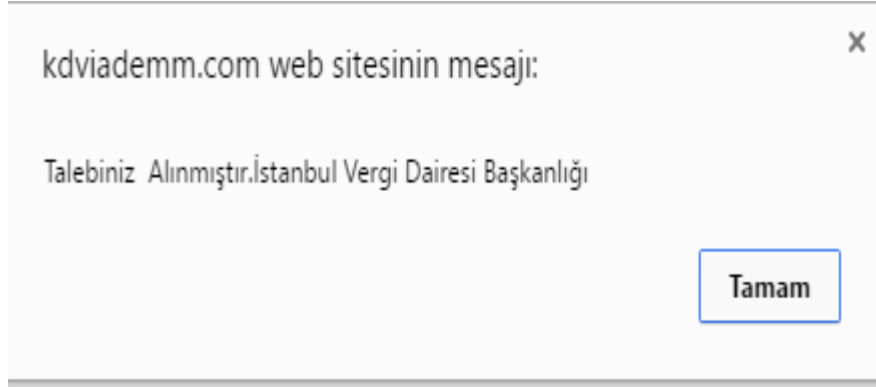 kdviademm.com web sitesinin mesajı:
x
Talebiniz  Alınmıştır.İstanbul Vergi Dairesi Başkanlığı
Tamam